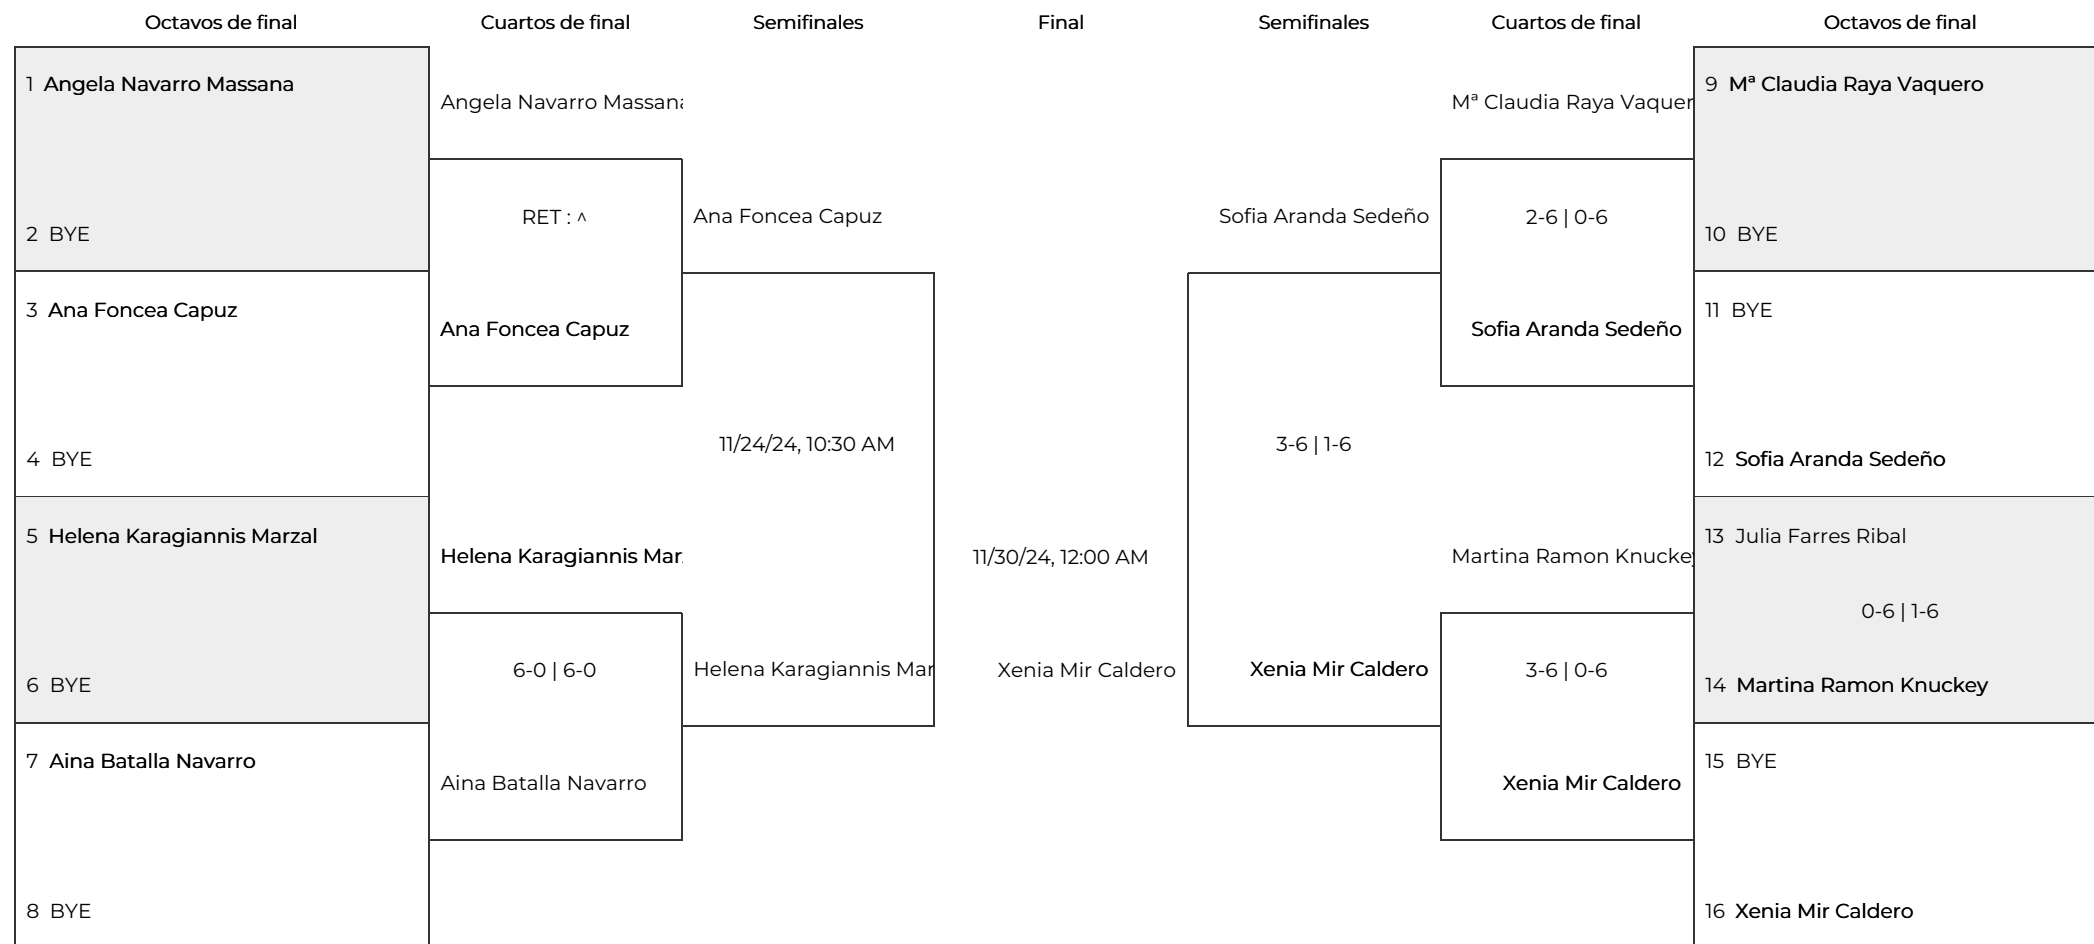 Octavos de final
Cuartos de final
Semifinales
Final
Semifinales
Cuartos de final
Octavos de final
1 Angela Navarro Massana
2 BYE
3 Ana Foncea Capuz
4 BYE
5 Helena Karagiannis Marzal
6 BYE
7 Aina Batalla Navarro
8 BYE
Angela Navarro Massana
RET : ^
Ana Foncea Capuz
Helena Karagiannis Mar
6-0 | 6-0
Aina Batalla Navarro
Ana Foncea Capuz
11/24/24, 10:30 AM
Helena Karagiannis Mar
11/30/24, 12:00 AM
Xenia Mir Caldero
Sofia Aranda Sedeño
3-6 | 1-6
Xenia Mir Caldero
Mª Claudia Raya Vaquer
2-6 | 0-6
Sofia Aranda Sedeño
Martina Ramon Knuckey
3-6 | 0-6
Xenia Mir Caldero
9 Mª Claudia Raya Vaquero
10 BYE
11 BYE
12 Sofia Aranda Sedeño
13 Julia Farres Ribal
0-6 | 1-6
14 Martina Ramon Knuckey
15 BYE
16 Xenia Mir Caldero